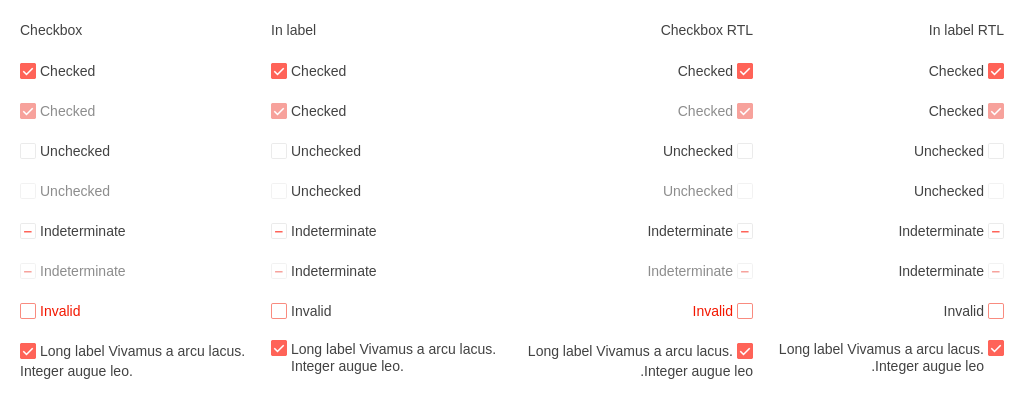 Checkbox In label Checkbox RTL In label RTL
Checked Checked Checked Checked
Checked Checked Checked Checked
Unchecked Unchecked Unchecked Unchecked
Unchecked Unchecked Unchecked Unchecked
Indeterminate Indeterminate Indeterminate Indeterminate
Indeterminate Indeterminate Indeterminate Indeterminate
Invalid Invalid Invalid Invalid
Long label Vivamus a arcu lacus. Long label Vivamus a arcu lacus. Long label Vivamus a arcu lacus. Long label Vivamus a arcu lacus.
Integer augue leo. Integer augue leo. .Integer augue leo .Integer augue leo